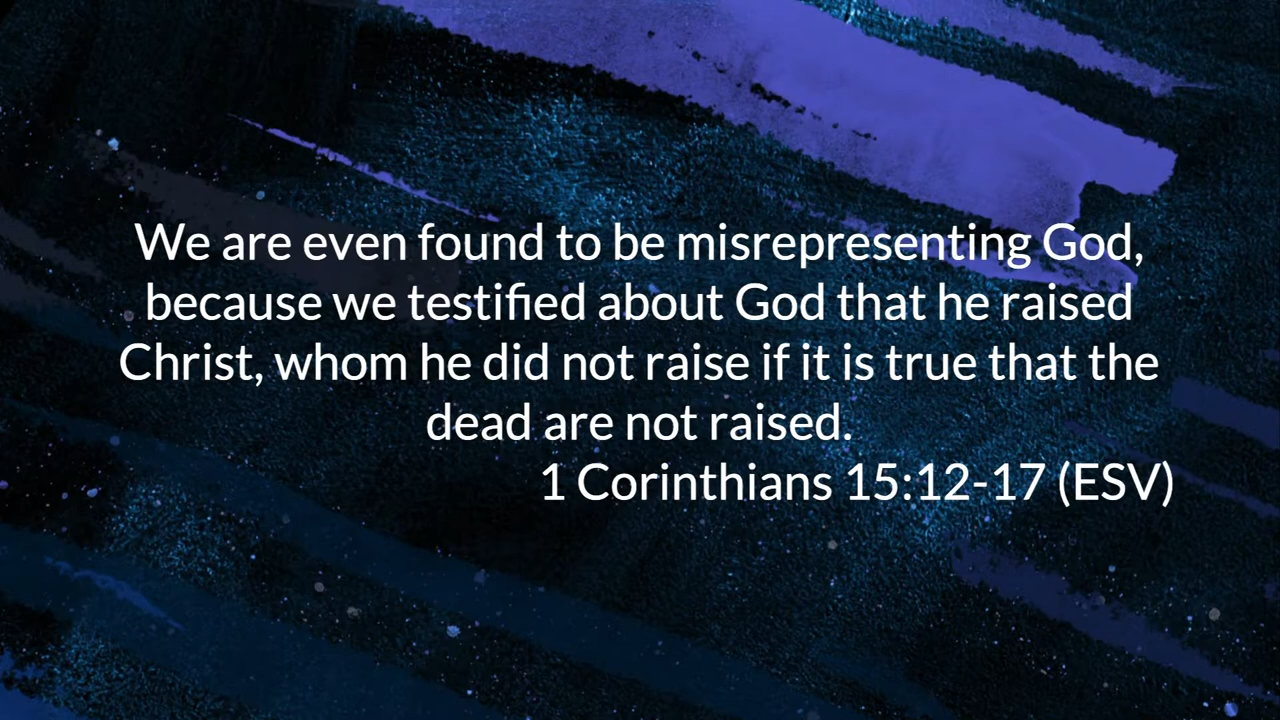 We are even found to be misrepresenting God,
because we testified about God that he raised
Christ, whom he did not raise if it is true that the
dead are not raised.
1 Corinthians 15:12-17 (ESV)